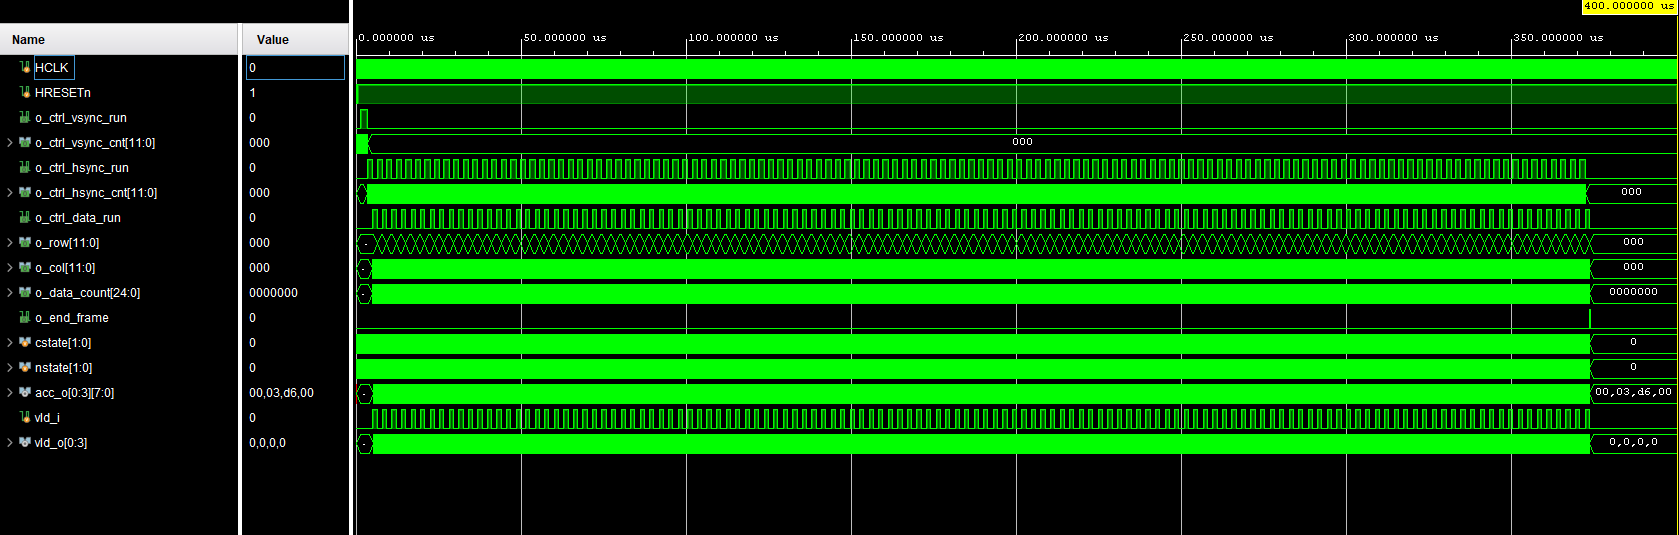 400.000000 us
Name Value 0.000000 us 50.000000 us 100.000000 us 150.000000 us 200.000000 us 250.000000 us 300.000000 us 350.000000 us
HCLK 0
HRESETn 1
o_ctrl_vsync_run 0
o_ctrl_vsync_cnt[11:0] 000 000
o_ctrl_hsync_run 0
o_ctrl_hsync_cnt[11:0] 000 000
o_ctrl_data_run 0
o_row[11:0] 000 000
o_col[11:0] 000 000
o_data_count[24:0] 0000000 0000000
o_end_frame 0
cstate[1:0] 0 0
nstate[1:0] 0 0
acc_o[0:3][7:0] 00,03,d6,00 00,03,d6,00
vld_i 0
vld_o[0:3] 0,0,0,0 0,0,0,0